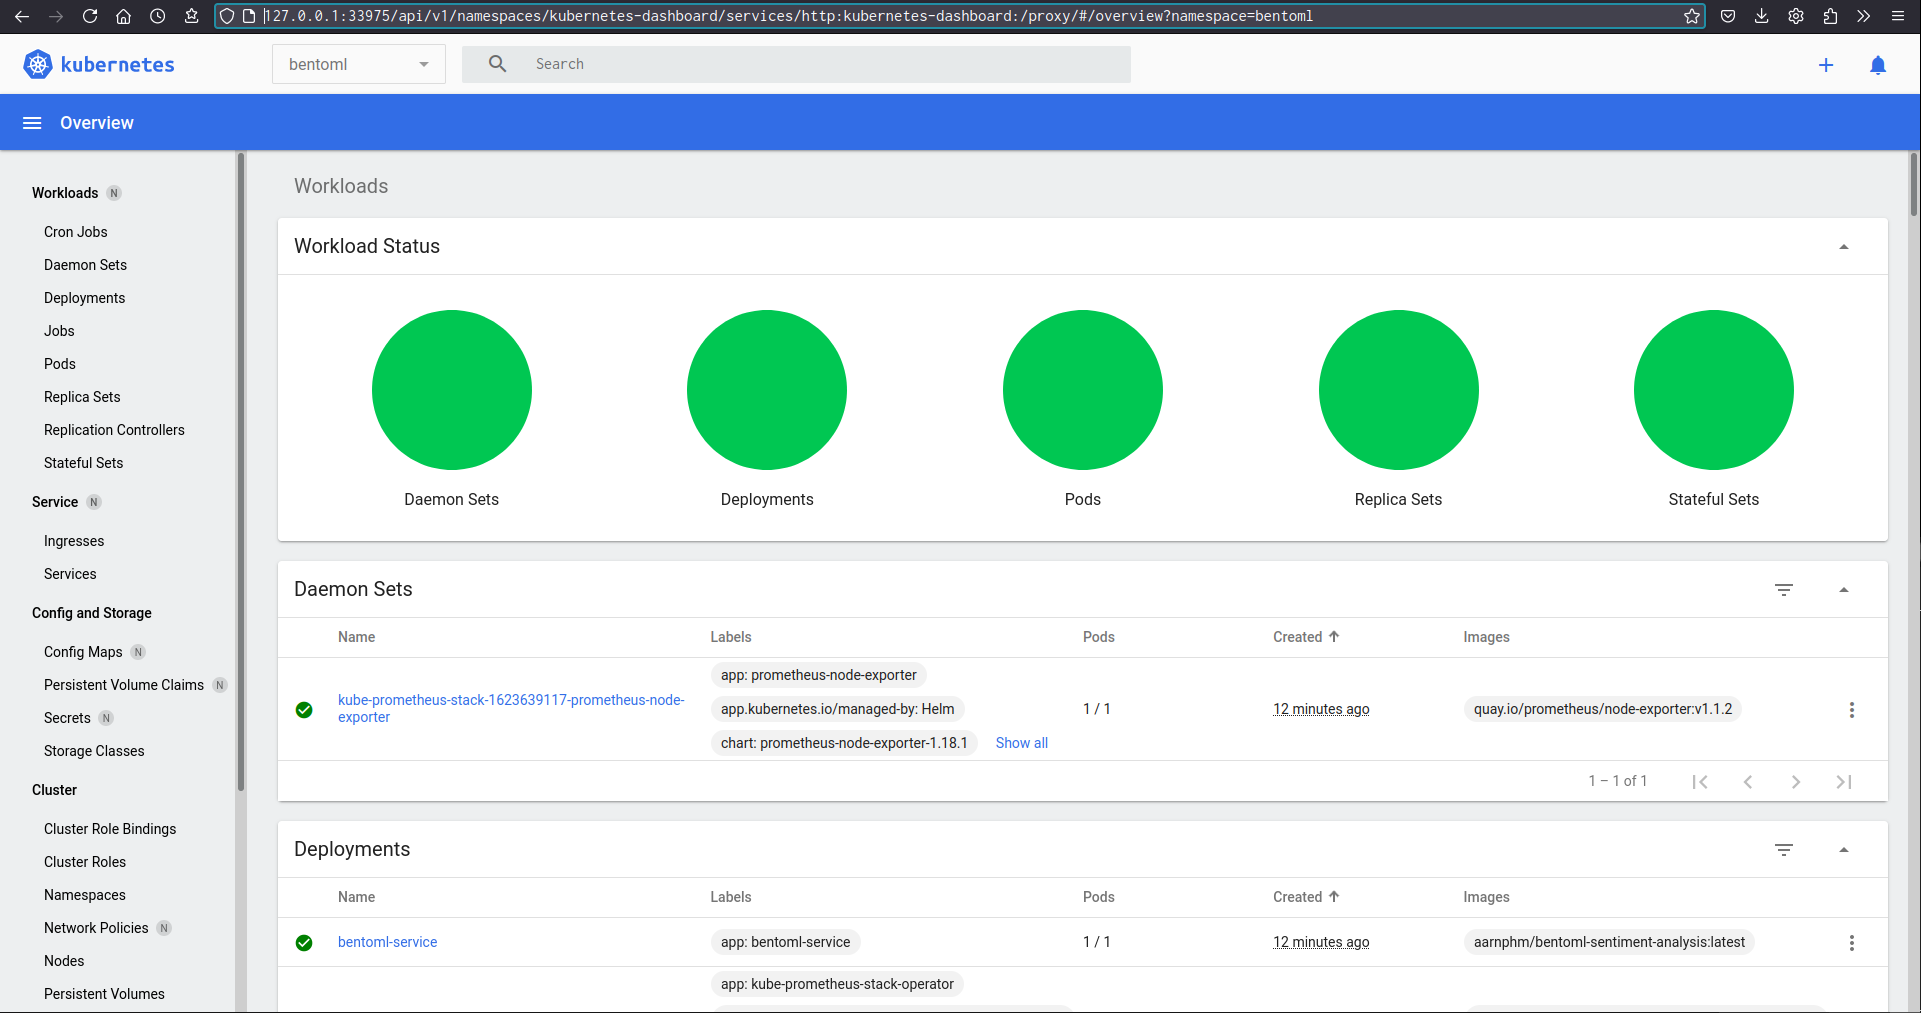 127.0.0.1:33975/api/v1/namespaces/kubernetes-dashboard/services/http:kubernetes-dashboard:/proxy/#/overview?namespace=bentoml
kubernetes
bentoml
Search
Overview
Workloads N
Cron Jobs
Daemon Sets
Deployments
Jobs
Pods
Replica Sets
Replication Controllers
Stateful Sets
Service N
Ingresses
Services
Config and Storage
Config Maps N
Persistent Volume Claims N
Secrets N
Storage Classes
Cluster
Cluster Role Bindings
Cluster Roles
Namespaces
Network Policies N
Nodes
Persistent Volumes
Workloads
Workload Status
Daemon Sets
Deployments
Pods
Replica Sets
Stateful Sets
Daemon Sets
Name Labels Pods Created Images
kube-prometheus-stack-1623639117-prometheus-node-
exporter
app: prometheus-node-exporter
app.kubernetes.io/managed-by: Helm
chart: prometheus-node-exporter-1.18.1 Show all
1 / 1
12 minutes ago
quay.io/prometheus/node-exporter:v1.1.2
1 – 1 of 1
Deployments
Name Labels Pods Created Images
bentoml-service app: bentoml-service 1 / 1 12 minutes ago aarnphm/bentoml-sentiment-analysis:latest
app: kube-prometheus-stack-operator